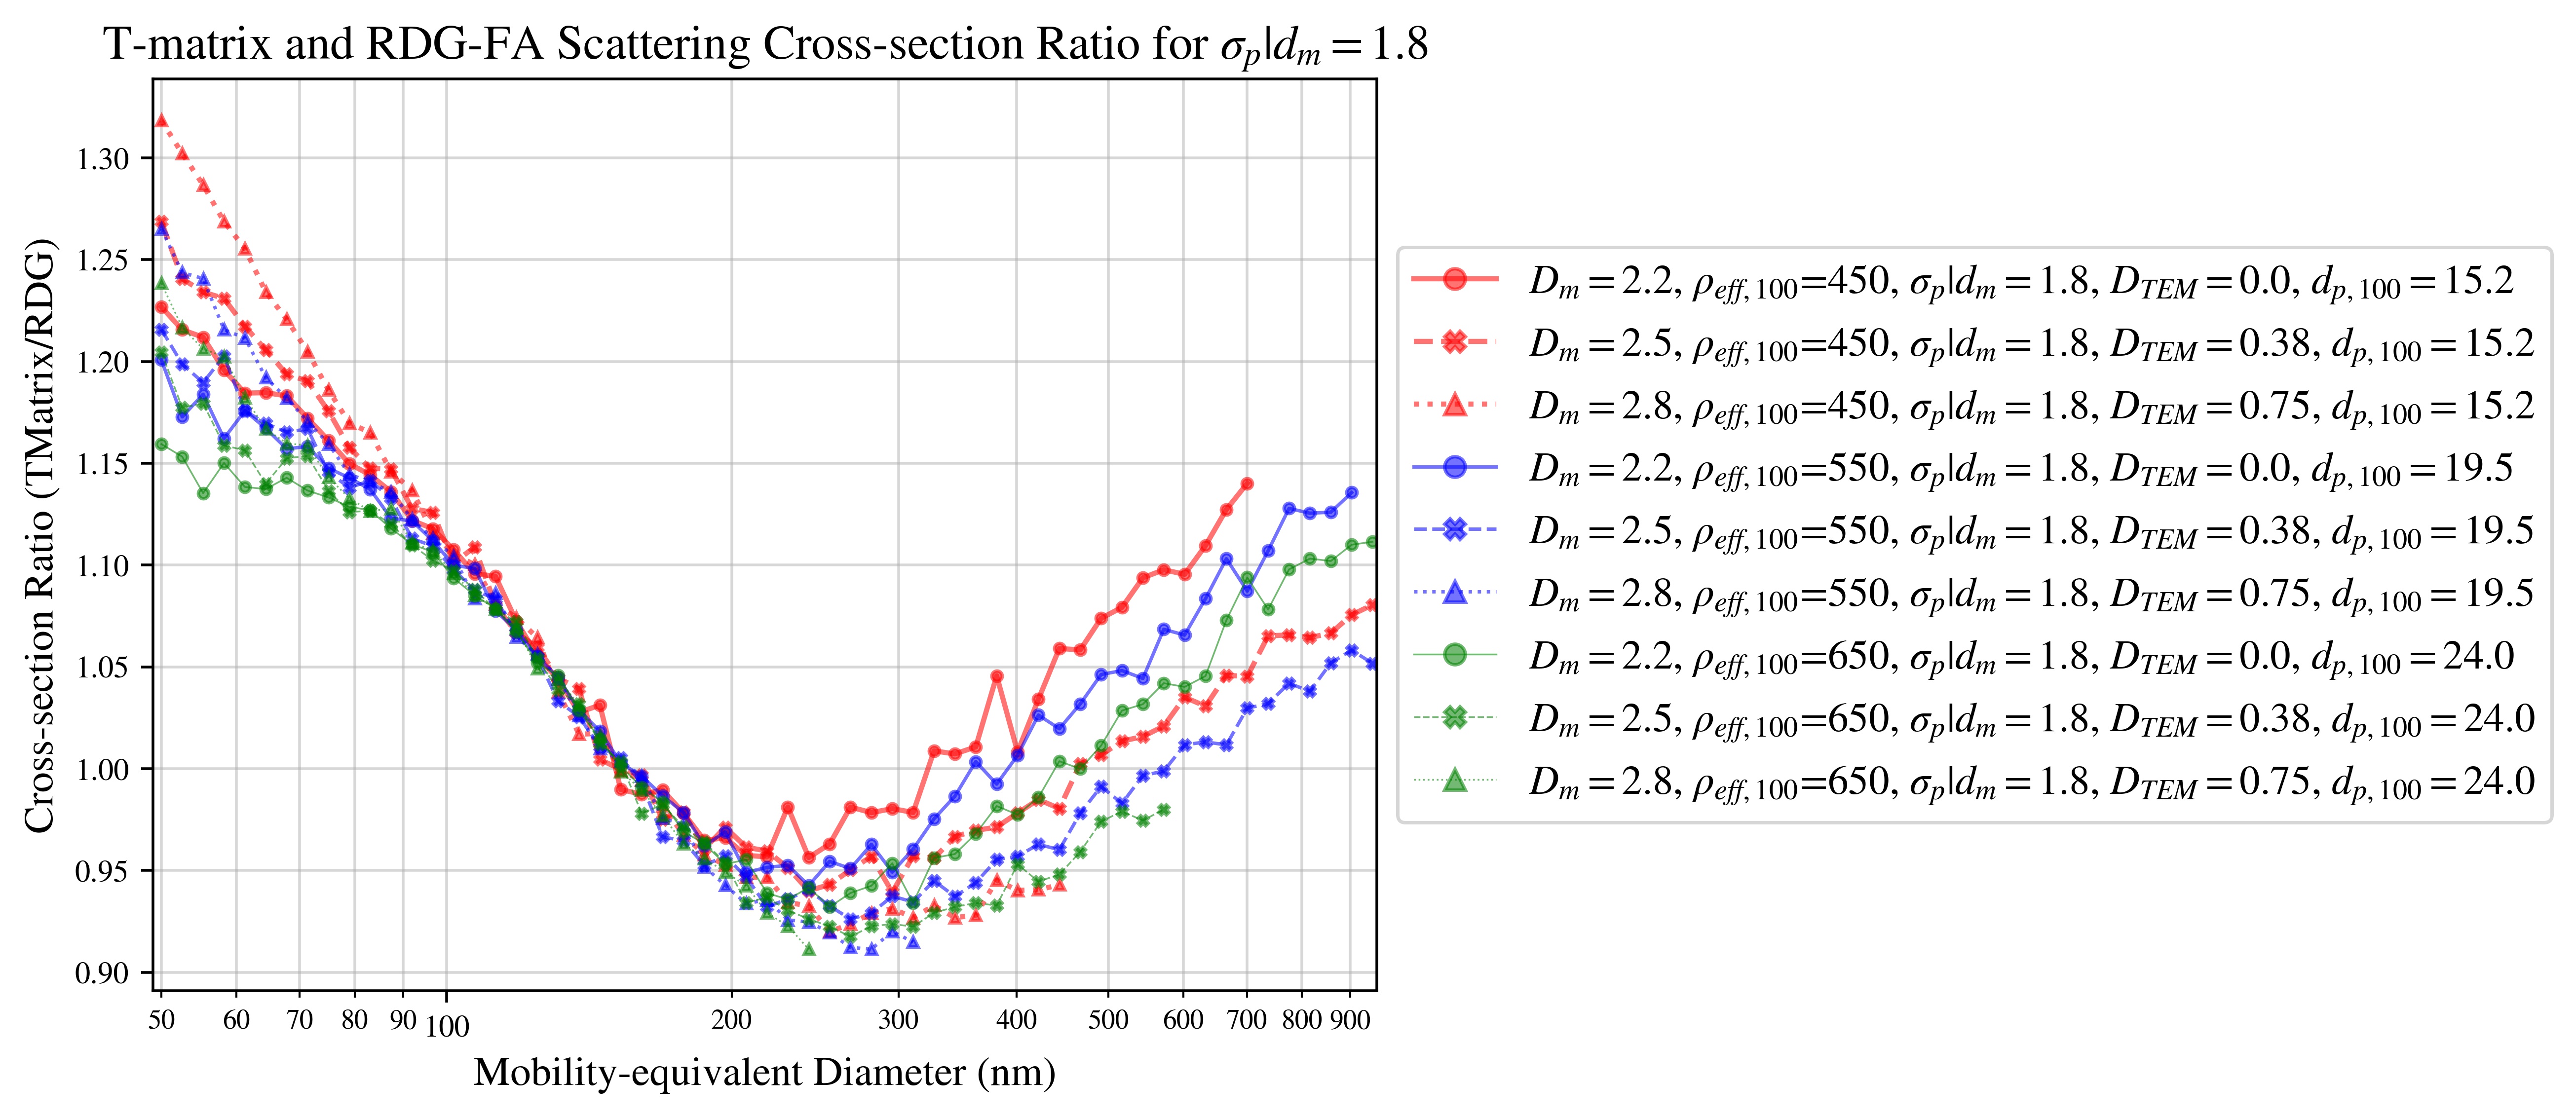 T-matrix and RDG-FA Scattering Cross-section Ratio for σp|dm = 1.8
Cross-section Ratio (TMatrix/RDG)
1.30
1.25
1.20
1.15
1.10
1.05
1.00
0.95
0.90
50 60 70 80 90 100 200 300 400 500 600 700 800 900
Mobility-equivalent Diameter (nm)
Dm = 2.2, ρeff,100=450, σp|dm = 1.8, DTEM = 0.0, dp,100 = 15.2
Dm = 2.5, ρeff,100=450, σp|dm = 1.8, DTEM = 0.38, dp,100 = 15.2
Dm = 2.8, ρeff,100=450, σp|dm = 1.8, DTEM = 0.75, dp,100 = 15.2
Dm = 2.2, ρeff,100=550, σp|dm = 1.8, DTEM = 0.0, dp,100 = 19.5
Dm = 2.5, ρeff,100=550, σp|dm = 1.8, DTEM = 0.38, dp,100 = 19.5
Dm = 2.8, ρeff,100=550, σp|dm = 1.8, DTEM = 0.75, dp,100 = 19.5
Dm = 2.2, ρeff,100=650, σp|dm = 1.8, DTEM = 0.0, dp,100 = 24.0
Dm = 2.5, ρeff,100=650, σp|dm = 1.8, DTEM = 0.38, dp,100 = 24.0
Dm = 2.8, ρeff,100=650, σp|dm = 1.8, DTEM = 0.75, dp,100 = 24.0